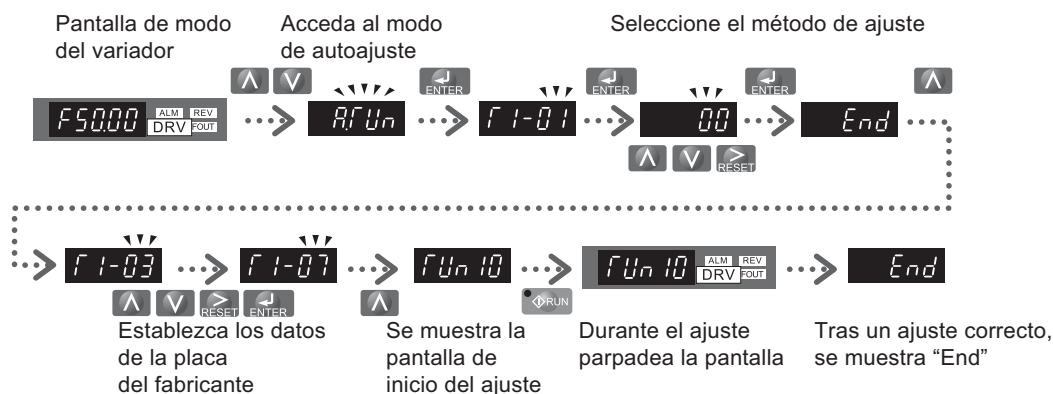 Pantalla de modo
del variador
Acceda al modo
de autoajuste
Seleccione el método de ajuste
ENTER
ENTER
ENTER
F50.00
ALM
REV
DRV
FOUT
A.TUn
T1-01
00
End
RESET
T1-03
T1-07
TUn10
TUn10
ALM
REV
DRV
FOUT
End
RESET
ENTER
RUN
Establezca los datos
de la placa
del fabricante
Se muestra la
pantalla de
inicio del ajuste
Durante el ajuste
parpadea la pantalla
Tras un ajuste correcto,
se muestra “End”